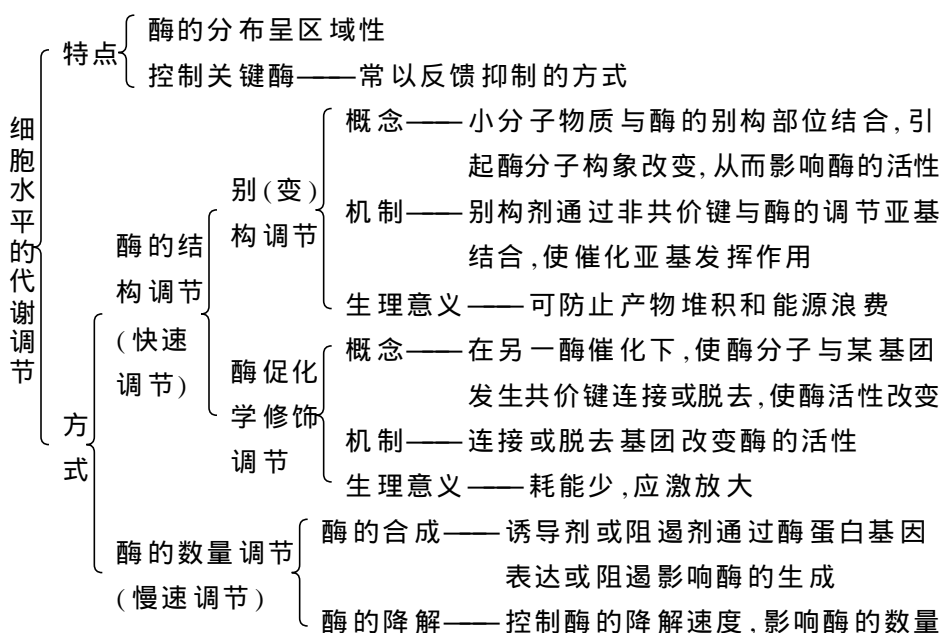 细胞水平的代谢调节
特点
酶的分布呈区域性
控制关键酶——常以反馈抑制的方式
方式
酶的结
构调节
(快速
调节)
别(变)
构调节
概念——小分子物质与酶的别构部位结合,引
起酶分子构象改变,从而影响酶的活性
机制——别构剂通过非共价键与酶的调节亚基
结合,使催化亚基发挥作用
生理意义——可防止产物堆积和能源浪费
酶促化
学修饰
调节
概念——在另一酶催化下,使酶分子与某基团
发生共价键连接或脱去,使酶活性改变
机制——连接或脱去基团改变酶的活性
生理意义——耗能少,应激放大
酶的数量调节
(慢速调节)
酶的合成——诱导剂或阻遏剂通过酶蛋白基因
表达或阻遏影响酶的生成
酶的降解——控制酶的降解速度,影响酶的数量